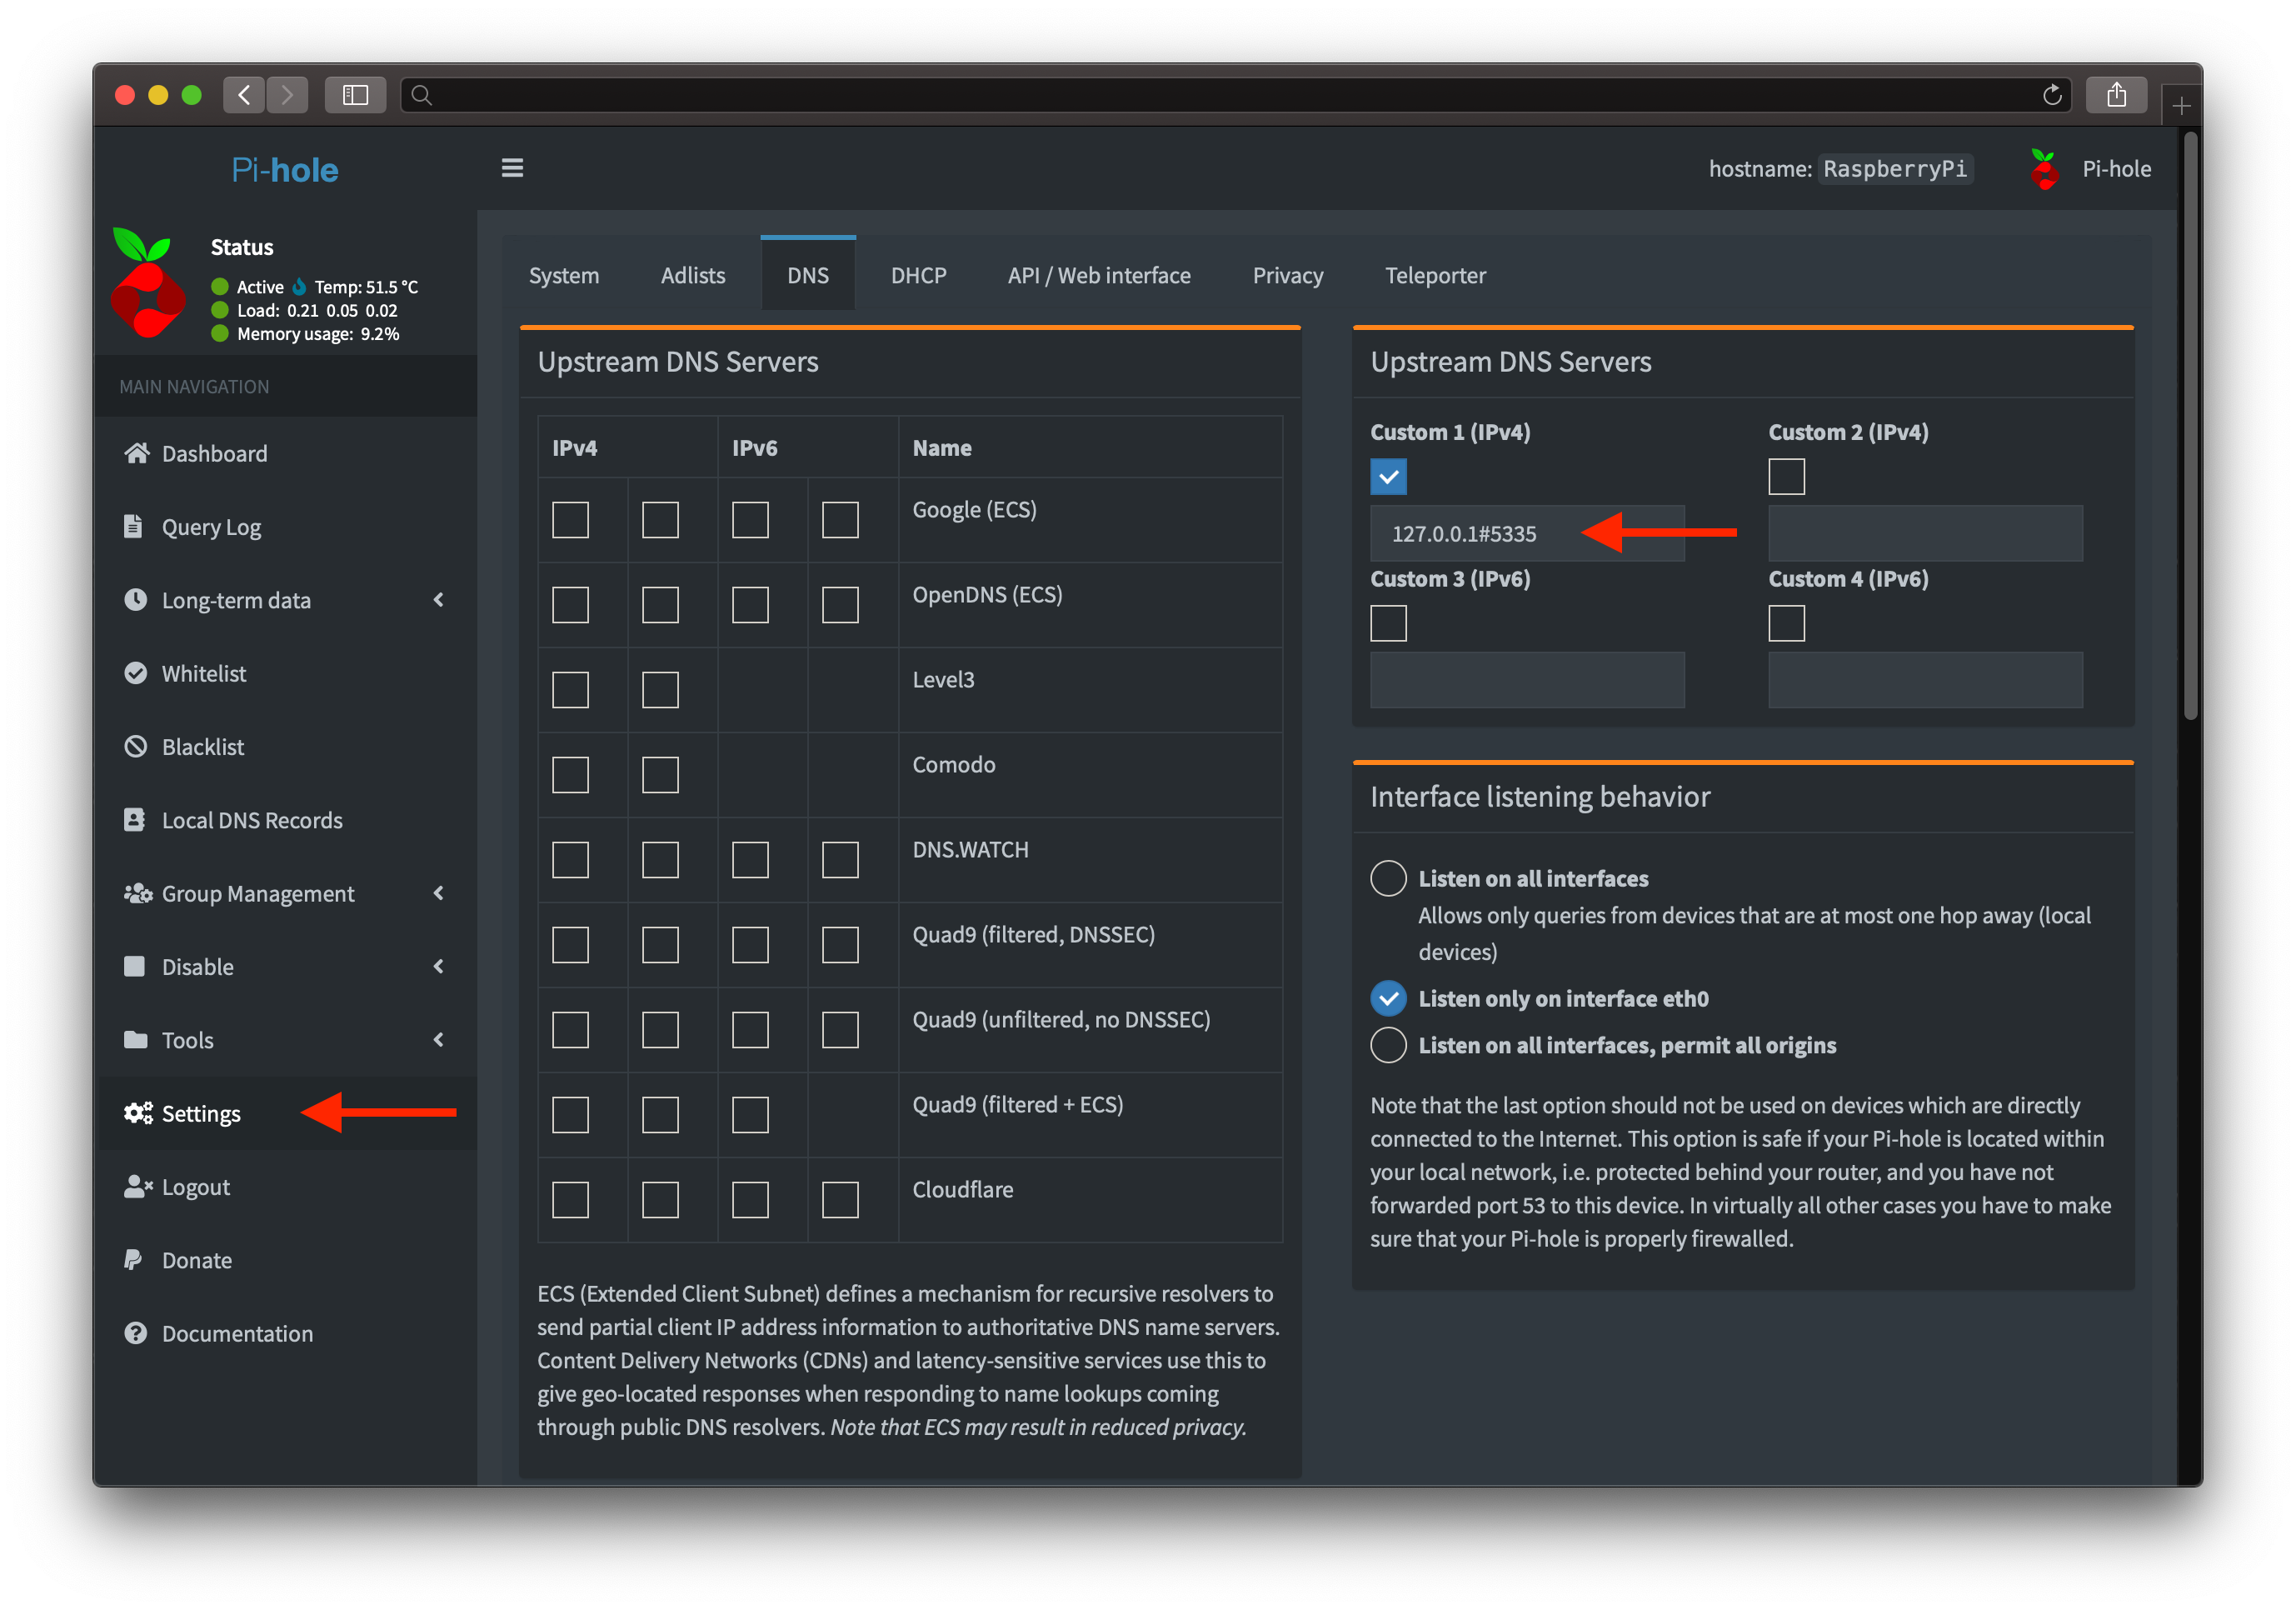 Pi-hole
hostname: RaspberryPi
Pi-hole
Status
Active Temp: 51.5 °C
Load: 0.21 0.05 0.02
Memory usage: 9.2%
MAIN NAVIGATION
Dashboard
Query Log
Long-term data
Whitelist
Blacklist
Local DNS Records
Group Management
Disable
Tools
Settings
Logout
Donate
Documentation
System Adlists DNS DHCP API / Web interface Privacy Teleporter
Upstream DNS Servers
IPv4 IPv6 Name
Google (ECS)
OpenDNS (ECS)
Level3
Comodo
DNS.WATCH
Quad9 (filtered, DNSSEC)
Quad9 (unfiltered, no DNSSEC)
Quad9 (filtered + ECS)
Cloudflare
ECS (Extended Client Subnet) defines a mechanism for recursive resolvers to
send partial client IP address information to authoritative DNS name servers.
Content Delivery Networks (CDNs) and latency-sensitive services use this to
give geo-located responses when responding to name lookups coming
through public DNS resolvers. Note that ECS may result in reduced privacy.
Upstream DNS Servers
Custom 1 (IPv4) Custom 2 (IPv4)
127.0.0.1#5335
Custom 3 (IPv6) Custom 4 (IPv6)
Interface listening behavior
Listen on all interfaces
Allows only queries from devices that are at most one hop away (local
devices)
Listen only on interface eth0
Listen on all interfaces, permit all origins
Note that the last option should not be used on devices which are directly
connected to the Internet. This option is safe if your Pi-hole is located within
your local network, i.e. protected behind your router, and you have not
forwarded port 53 to this device. In virtually all other cases you have to make
sure that your Pi-hole is properly firewalled.